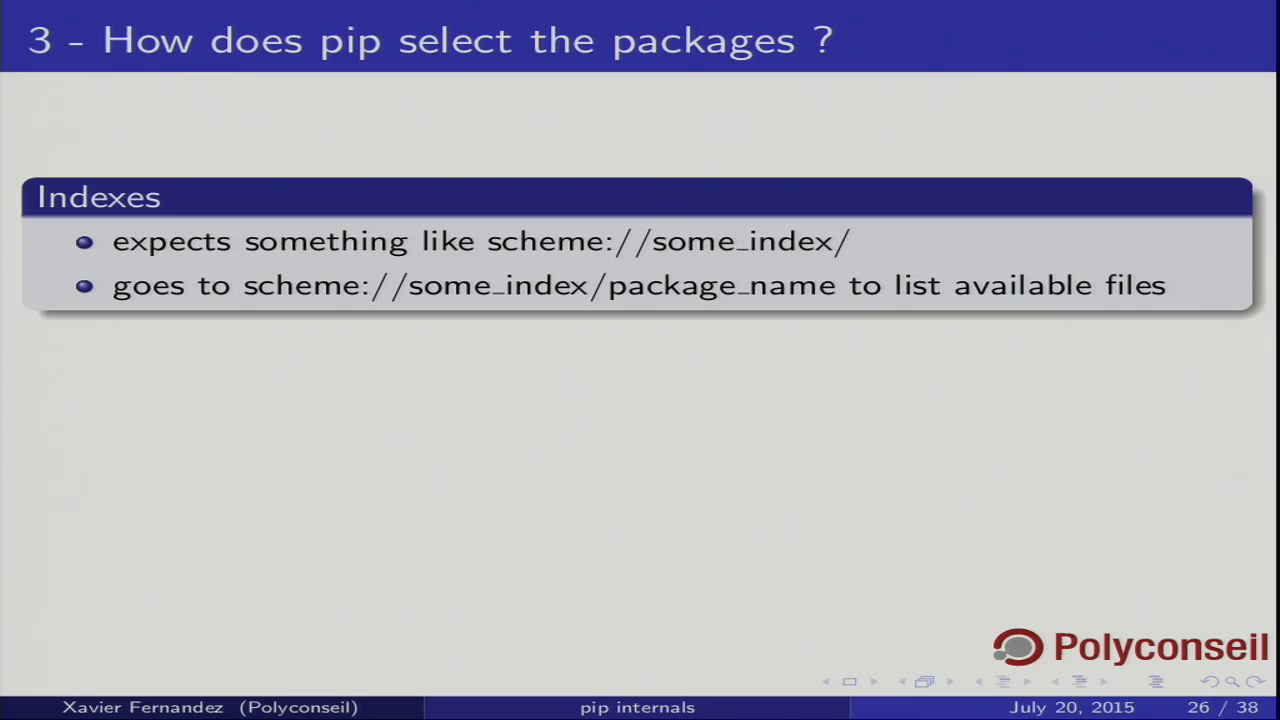 3 - How does pip select the packages ?
Indexes
expects something like scheme://some_index/
goes to scheme://some_index/package_name to list available files
Polyconseil
Xavier Fernandez (Polyconseil) pip internals July 20, 2015 26 / 38